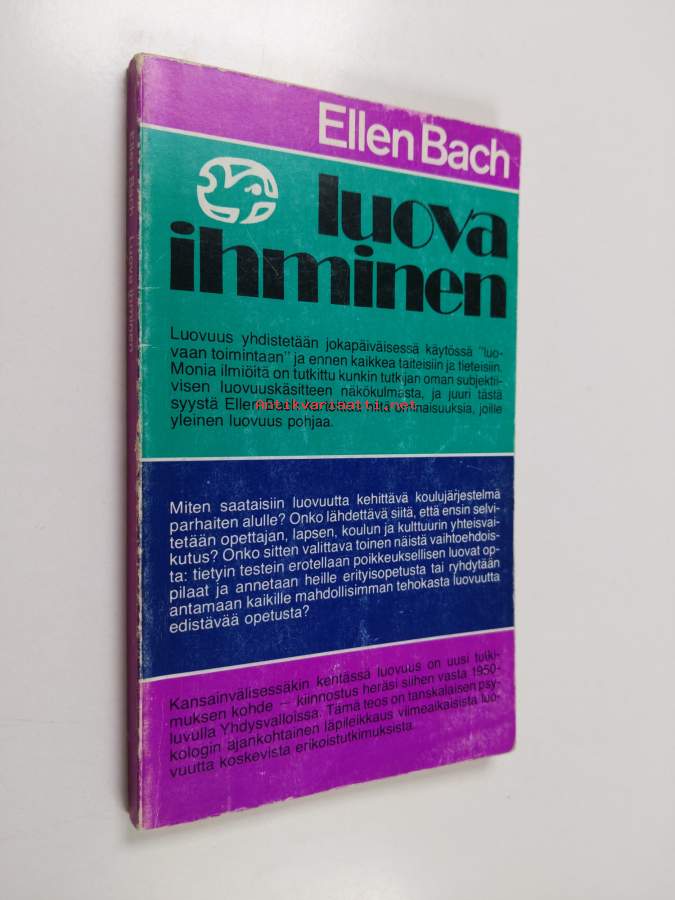 Ellen Bach
luova
ihminen
Luovuus yhdistetään jokapäiväisessä käytössä "luo-
vaan toimintaan" ja ennen kaikkea taiteisiin ja tieteisiin.
Monia ilmiöitä on tutkittu kunkin tutkijan oman subjektii-
visen luovuuskäsitteen näkökulmasta, ja juuri tästä
syystä Ellen joille
antikvariaatti.net
yleinen luovuus pohjaa.
Miten saataisiin luovuutta kehittävä koulujärjestelmä
parhaiten alulle? Onko lähdettävä siitä, että ensin selvi-
tetään opettajan, lapsen, koulun ja kulttuurin yhteisvai-
kutus? Onko sitten valittava toinen näistä vaihtoehdois-
ta: tietyin testein erotellaan poikkeuksellisen luovat op-
pilaat ja annetaan heille erityisopetusta tai ryhdytään
antamaan kaikille mahdollisimman tehokasta luovuutta
edistävää opetusta?
Kansainvälisessäkin kentässä luovuus on uusi tutki-
muksen kohde – kiinnostus heräsi siihen vasta 1950-
luvulla Yhdysvalloissa. Tämä teos on tanskalaisen psy-
kologin ajankohtainen läpileikkaus viimeaikaisista luo-
vuutta koskevista erikoistutkimuksista.
Ellen Bach Luova ihminen